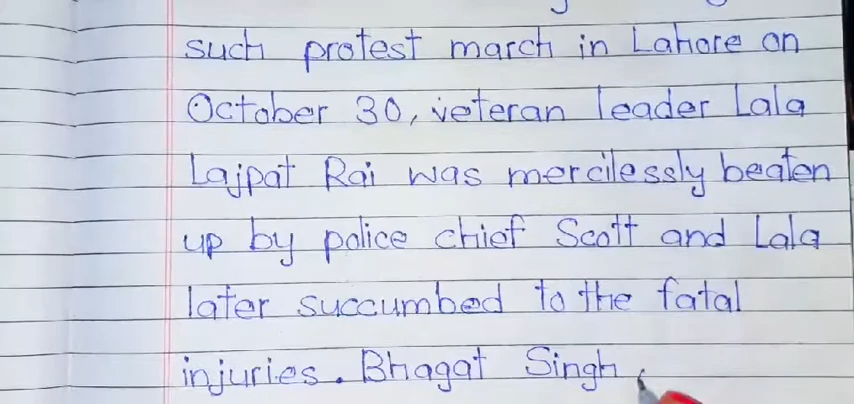 such protest march in Lahore on
October 30, veteran leader Lala
Lajpat Rai was mercilessly beaten
up by police chief Scott and Lala
later succumbed to the fatal
injuries. Bhagat Singh